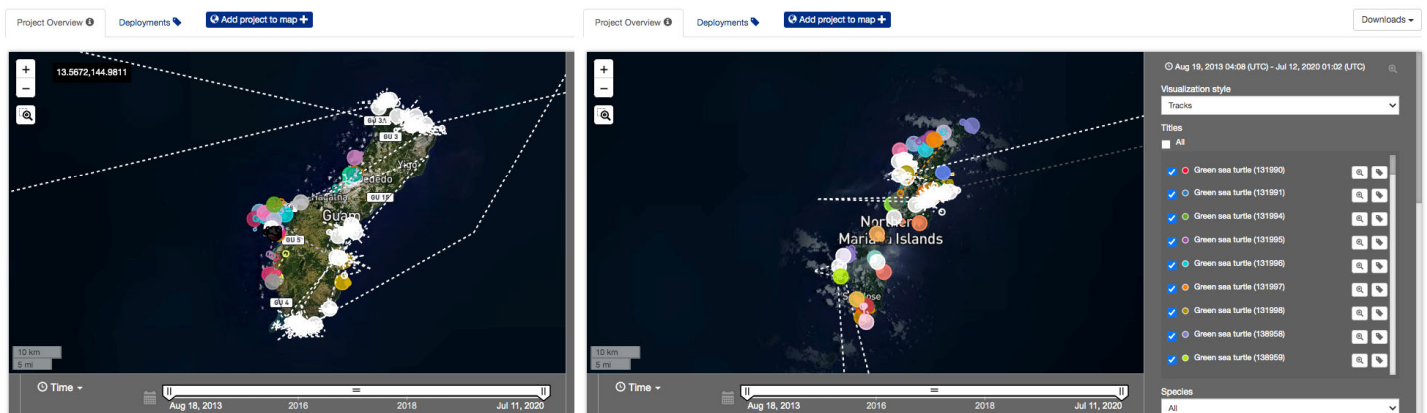 Project Overview
Deployments
Add project to map
+
−
13.5672,144.9811
GU 3A
GU 3
Yigo
GU 1
Guam
GU 5
GU 4
10 km
5 mi
Time
Aug 18, 2013
2016
2018
Jul 11, 2020
Project Overview
Deployments
Add project to map
Downloads
+
−
Northern
Mariana Islands
10 km
5 mi
Time
Aug 18, 2013
2016
2018
Jul 11, 2020
Aug 19, 2013 04:08 (UTC) - Jul 12, 2020 01:02 (UTC)
Visualization style
Tracks
Titles
All
Green sea turtle (131990)
Green sea turtle (131991)
Green sea turtle (131994)
Green sea turtle (131995)
Green sea turtle (131996)
Green sea turtle (131997)
Green sea turtle (131998)
Green sea turtle (138958)
Green sea turtle (138959)
Species
All